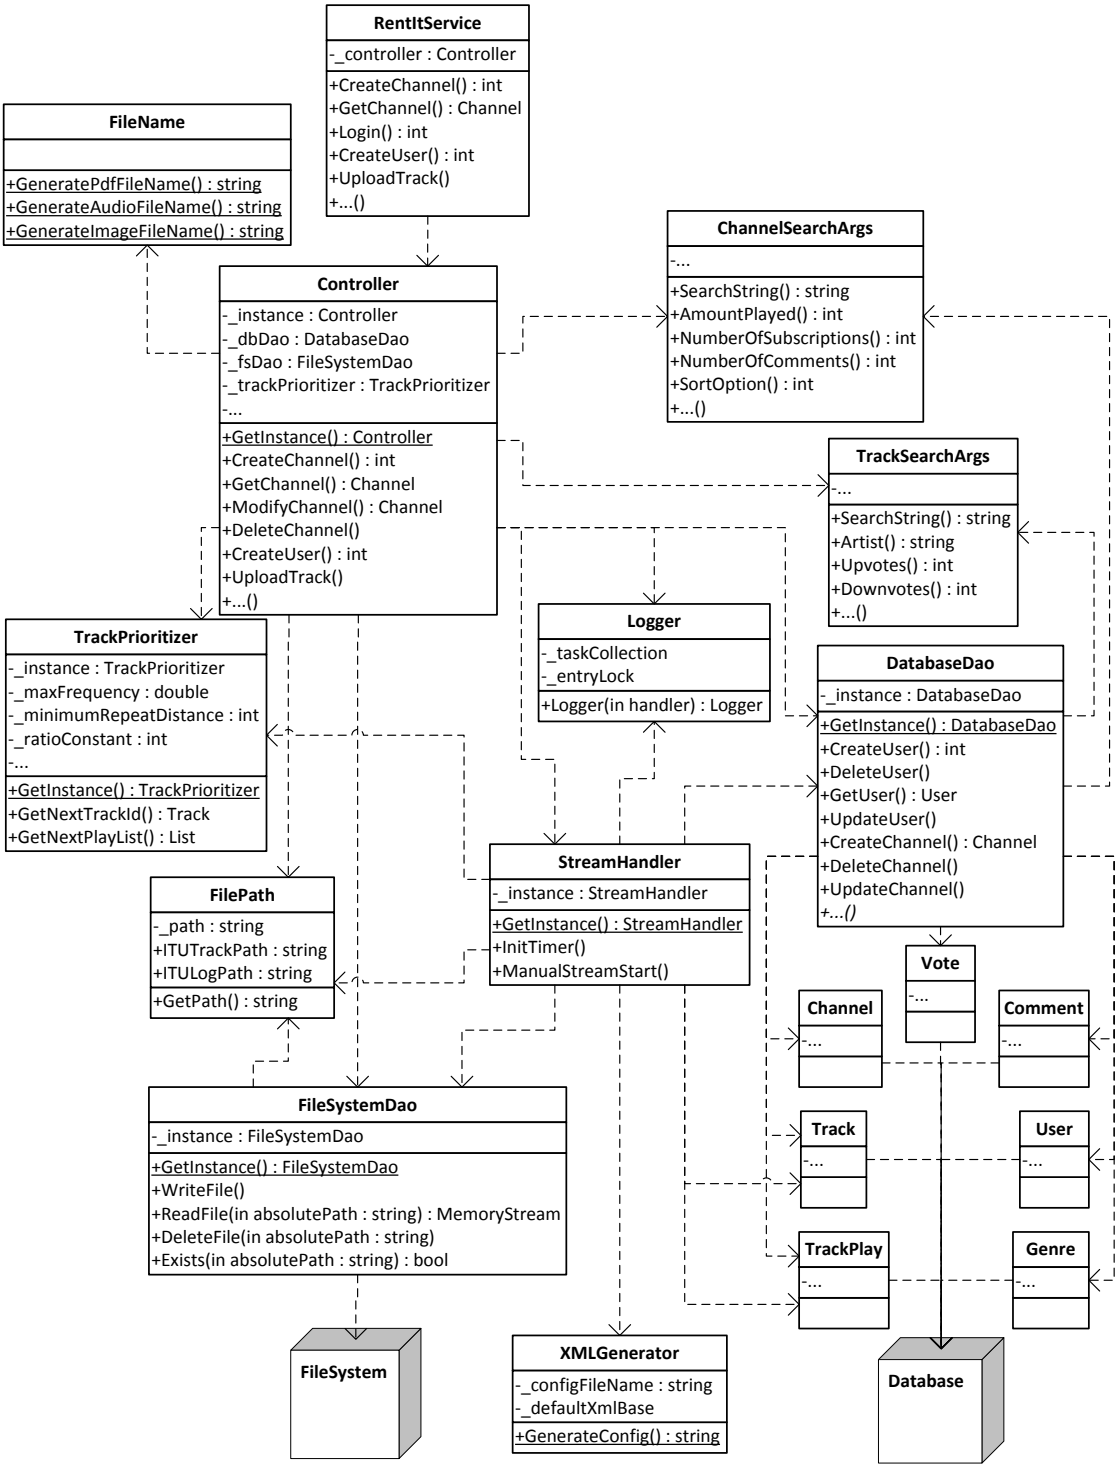 RentItService
-_controller : Controller
+CreateChannel() : int
+GetChannel() : Channel
+Login() : int
+CreateUser() : int
+UploadTrack()
+...()
FileName
+GeneratePdfFileName() : string
+GenerateAudioFileName() : string
+GenerateImageFileName() : string
ChannelSearchArgs
-...
+SearchString() : string
+AmountPlayed() : int
+NumberOfSubscriptions() : int
+NumberOfComments() : int
+SortOption() : int
+...()
Controller
-_instance : Controller
-_dbDao : DatabaseDao
-_fsDao : FileSystemDao
-_trackPrioritizer : TrackPrioritizer
-...
+GetInstance() : Controller
+CreateChannel() : int
+GetChannel() : Channel
+ModifyChannel() : Channel
+DeleteChannel()
+CreateUser() : int
+UploadTrack()
+...()
TrackSearchArgs
-...
+SearchString() : string
+Artist() : string
+Upvotes() : int
+Downvotes() : int
+...()
TrackPrioritizer
-_instance : TrackPrioritizer
-_maxFrequency : double
-_minimumRepeatDistance : int
-_ratioConstant : int
-...
+GetInstance() : TrackPrioritizer
+GetNextTrackId() : Track
+GetNextPlayList() : List
Logger
-_taskCollection
-_entryLock
+Logger(in handler) : Logger
DatabaseDao
-_instance : DatabaseDao
+GetInstance() : DatabaseDao
+CreateUser() : int
+DeleteUser()
+GetUser() : User
+UpdateUser()
+CreateChannel() : Channel
+DeleteChannel()
+UpdateChannel()
+...()
StreamHandler
-_instance : StreamHandler
+GetInstance() : StreamHandler
+InitTimer()
+ManualStreamStart()
FilePath
-_path : string
+ITUTrackPath : string
+ITULogPath : string
+GetPath() : string
Vote
-...
Channel
-...
Comment
-...
FileSystemDao
-_instance : FileSystemDao
+GetInstance() : FileSystemDao
+WriteFile()
+ReadFile(in absolutePath : string) : MemoryStream
+DeleteFile(in absolutePath : string)
+Exists(in absolutePath : string) : bool
Track
-...
User
-...
TrackPlay
-...
Genre
-...
FileSystem
XMLGenerator
-_configFileName : string
-_defaultXmlBase
+GenerateConfig() : string
Database